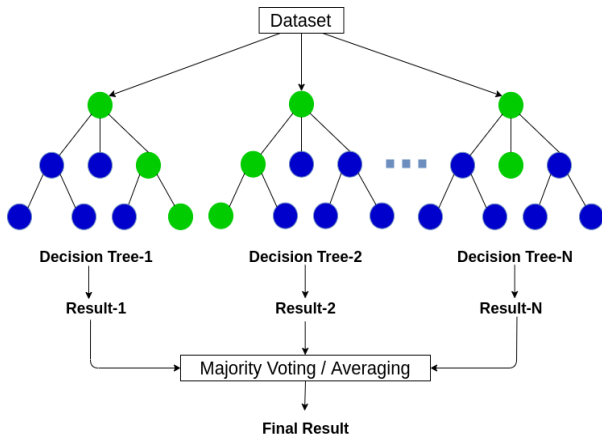 Dataset
Decision Tree-1
Decision Tree-2
Decision Tree-N
Result-1
Result-2
Result-N
Majority Voting / Averaging
Final Result